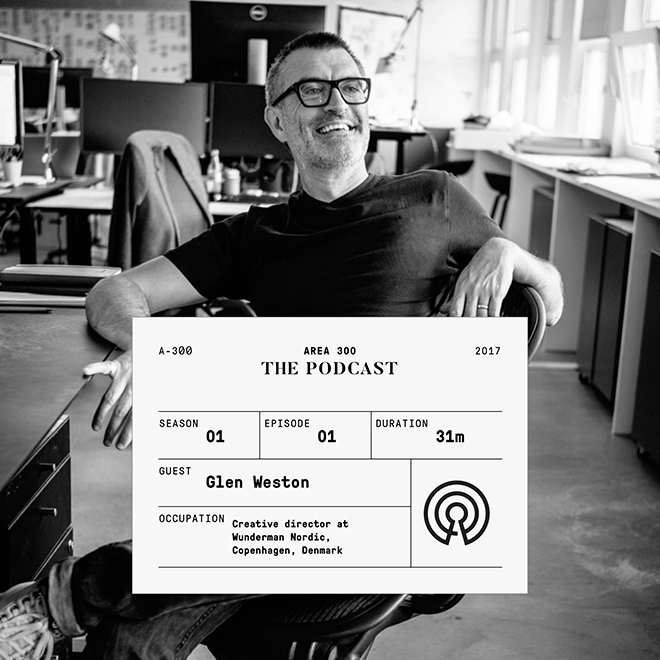 A-300
AREA 300
2017
THE PODCAST
SEASON
01
EPISODE
01
DURATION
31m
GUEST
Glen Weston
OCCUPATION
Creative director at
Wunderman Nordic,
Copenhagen, Denmark